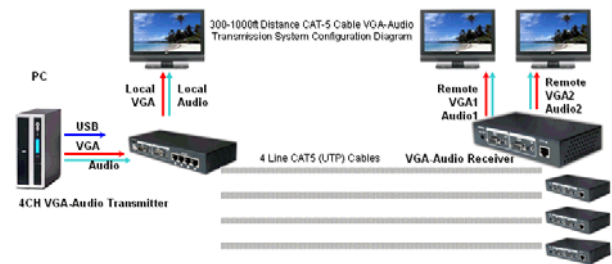 300-1000ft Distance CAT-5 Cable VGA-Audio
Transmission System Configuration Diagram
PC
Local
VGA
Local
Audio
Remote
VGA1
Audio1
Remote
VGA2
Audio2
USB
VGA
Audio
4 Line CAT5 (UTP) Cables
VGA-Audio Receiver
4CH VGA-Audio Transmitter